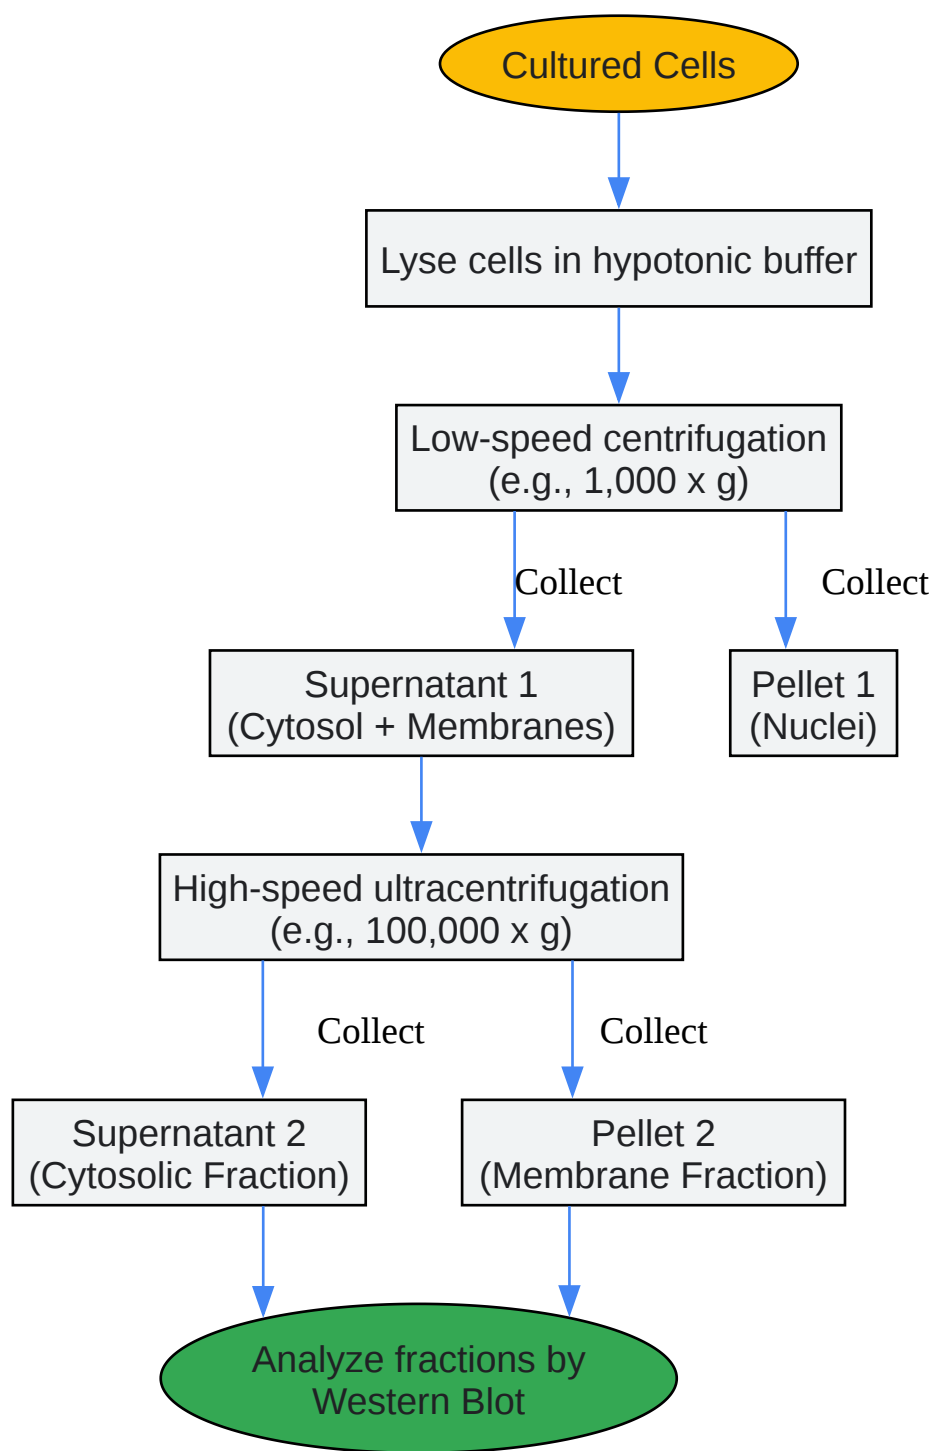 Cultured Cells
Lyse cells in hypotonic buffer
Low-speed centrifugation
(e.g., 1,000 x g)
Collect
Collect
Supernatant 1
(Cytosol + Membranes)
Pellet 1
(Nuclei)
High-speed ultracentrifugation
(e.g., 100,000 x g)
Collect
Collect
Supernatant 2
(Cytosolic Fraction)
Pellet 2
(Membrane Fraction)
Analyze fractions by
Western Blot